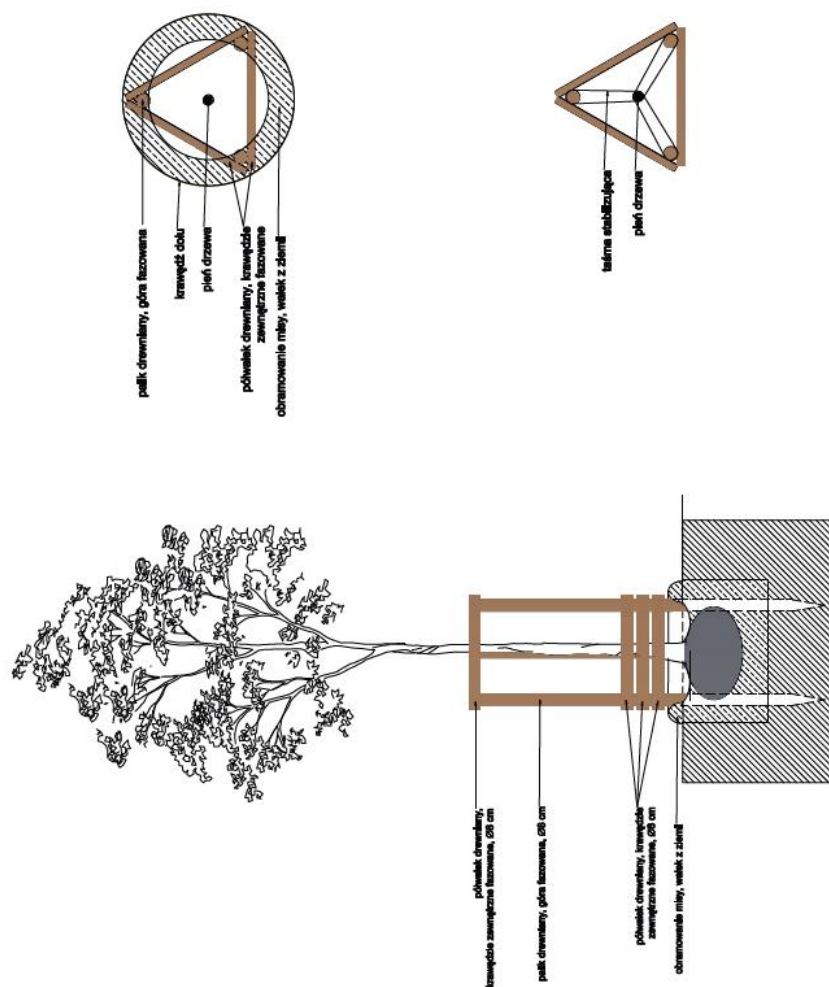 palik drewniany, góra fazowana
krawędź dołu
pień drzewa
półwałek drewniany, krawędzie
zewnętrzne fazowane
obramowanie misy, wałek z ziemi
taśma stabilizująca
pień drzewa
półwałek drewniany,
krawędzie zewnętrzne fazowane, Ø8 cm
palik drewniany, góra fazowana, Ø8 cm
półwałek drewniany, krawędzie
zewnętrzne fazowane, Ø8 cm
obramowanie misy, wałek z ziemi